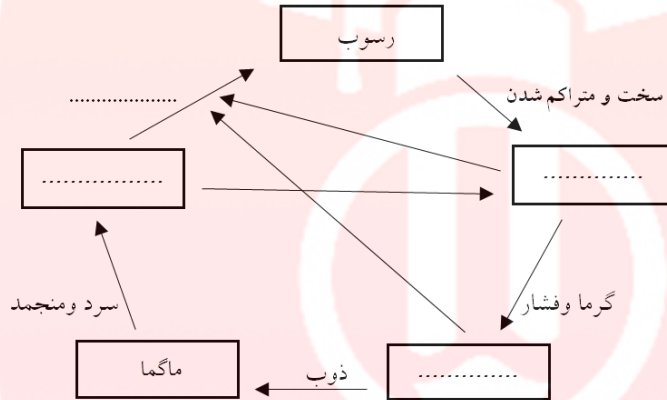 رسوب
سخت و متراکم شدن
...................
.................
..............
گرما وفشار
سرد ومنجمد
ماگما
ذوب
..............